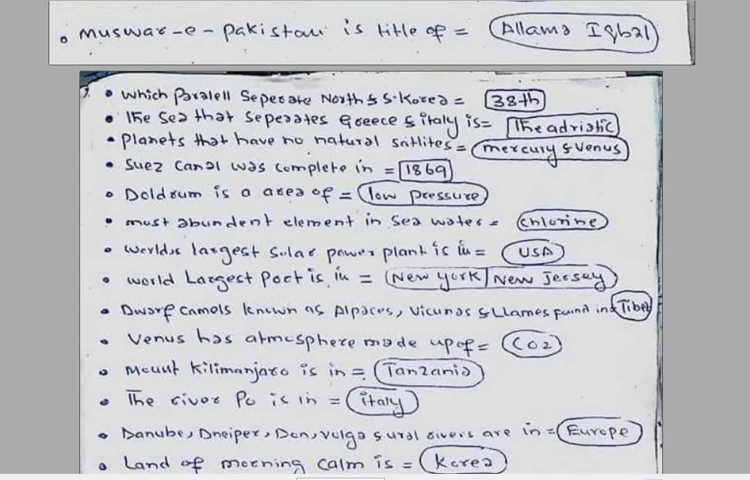 • Muswar-e-Pakistan is title of = Allama Iqbal
• Which Paralell Seperate North & S.Korea = 38th
• The Sea that Seperates Greece & italy is = The adriatic
• Planets that have no natural satlites = mercury & Venus
• Suez Canal was complete in = 1869
• Doldrum is a area of = low pressure
• most abundent element in sea water = chlorine
• Worlds largest Solar power plant is in = USA
• World Largest Port is in = New York | New Jersay
• Dwarf Camels known as Alpaces, Vicunas & Llames found in = Tibet
• Venus has atmosphere made up of = CO2
• Mount Kilimanjaro is in = Tanzania
• The river Po is in = italy
• Danube, Dneiper, Don, Volga & ural rivers are in = Europe
• Land of morning calm is = Korea